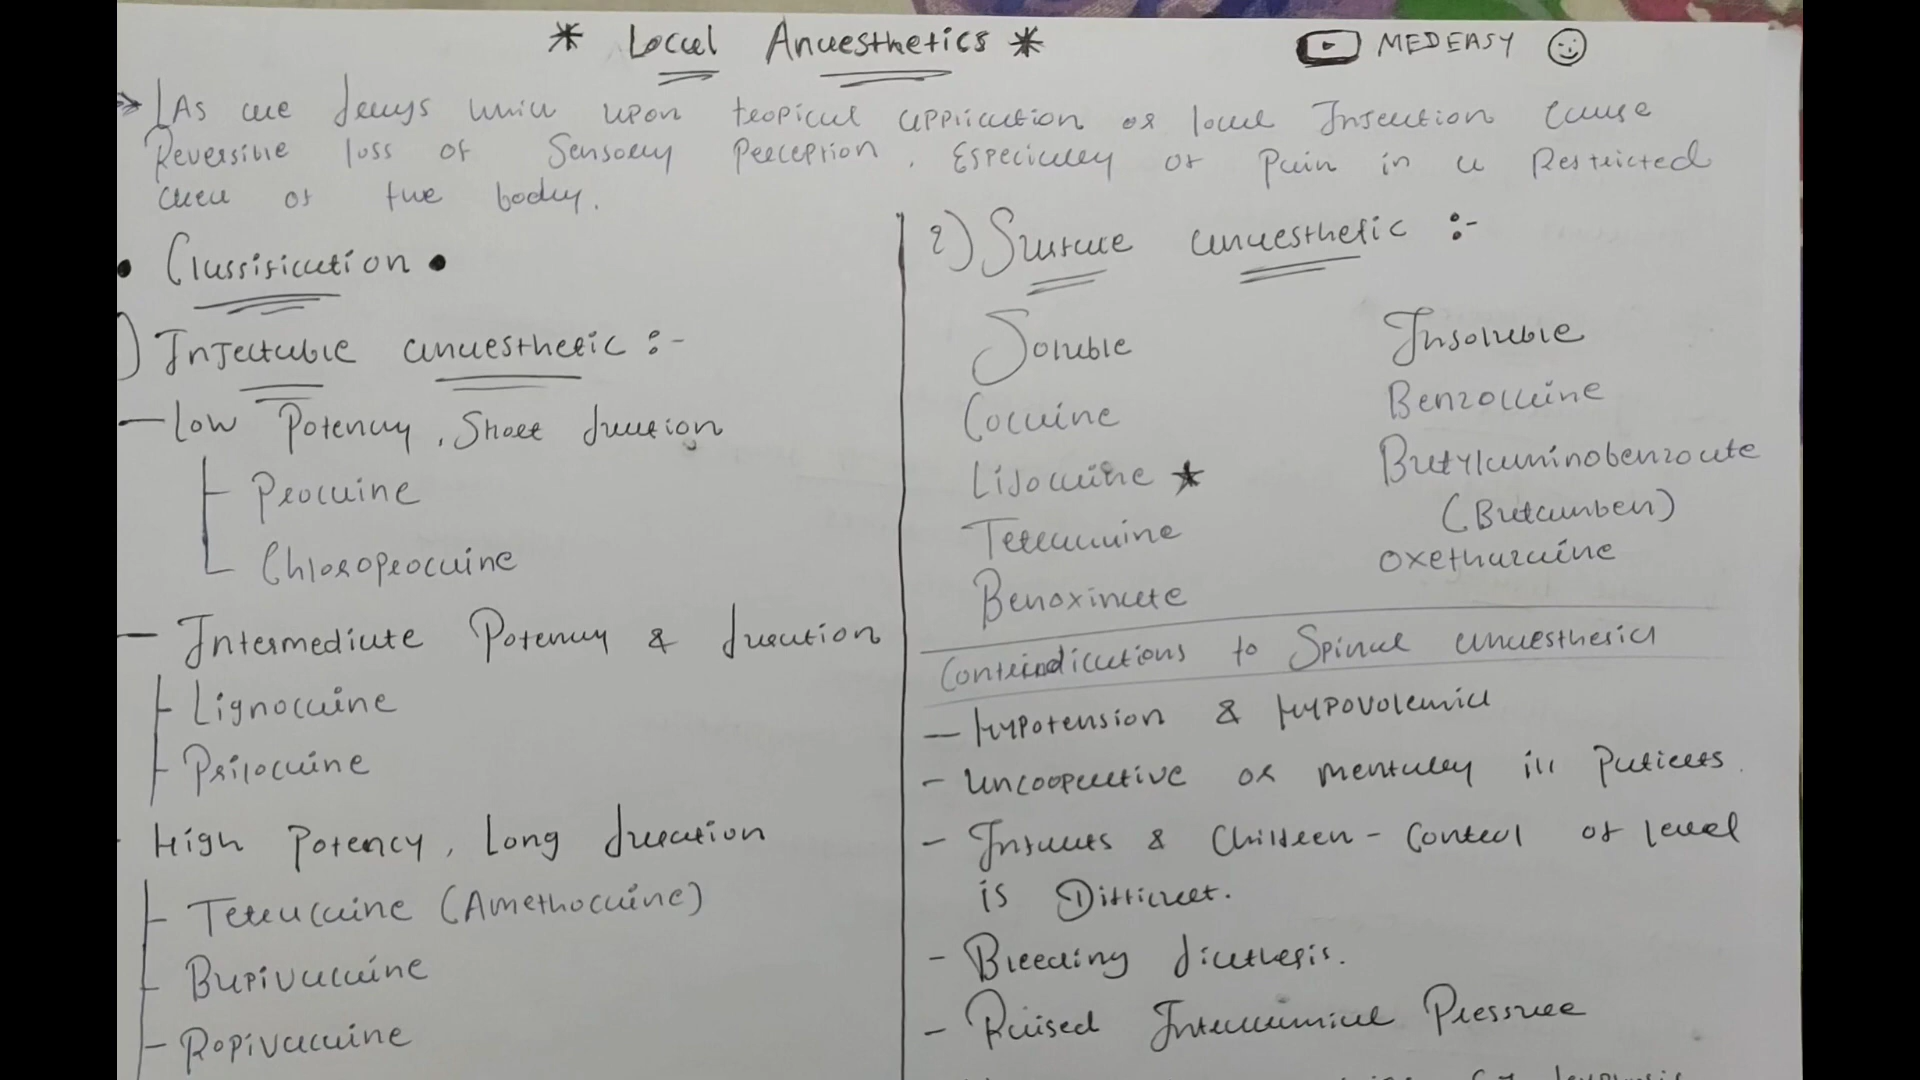 * Local Anaesthetics *
MEDEASY
LAs are drugs which upon topical application or local Injection cause
Reversible loss of Sensory Perception, Especially of Pain in a Restricted
area of the body.
• Classification •
1) Injectable anaesthetic :-
— Low Potency, Short duration
Procaine
Chloroprocaine
— Intermediate Potency & duration
Lignocaine
Prilocaine
- High Potency, Long duration
Tetracaine (Amethocaine)
Bupivacaine
Ropivacaine
2) Surface anaesthetic :-
Soluble
Cocaine
Lidocaine ★
Tetracaine
Benoxinate
Insoluble
Benzocaine
Butylaminobenzoate
(Butamben)
Oxethazaine
Contraindications to Spinal anaesthesia
— Hypotension & Hypovolemia
- Uncooperative or mentally ill Patients.
- Infants & Children - Control of level
is Difficult.
- Bleeding diathesis.
- Raised Intracranial Pressure